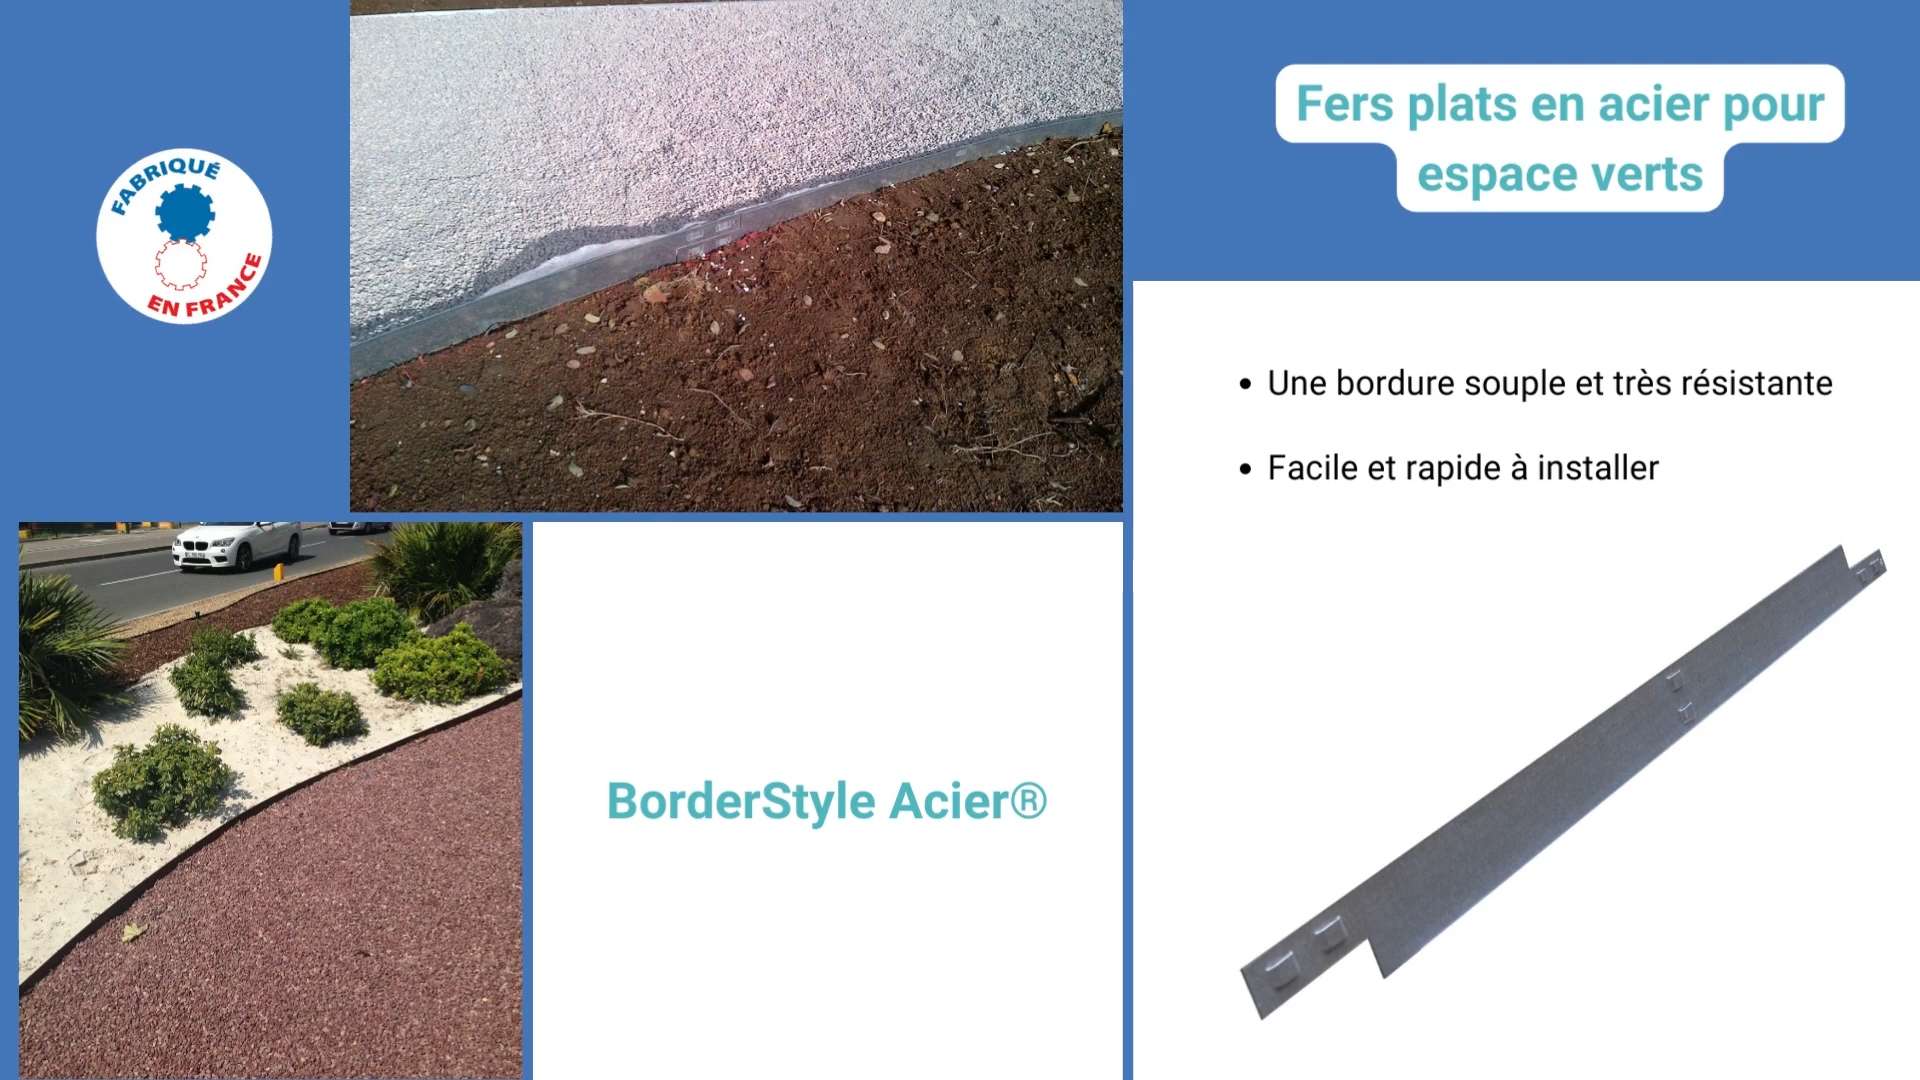 FABRIQUÉ
EN FRANCE
Fers plats en acier pour
espace verts
• Une bordure souple et très résistante
• Facile et rapide à installer
BorderStyle Acier®